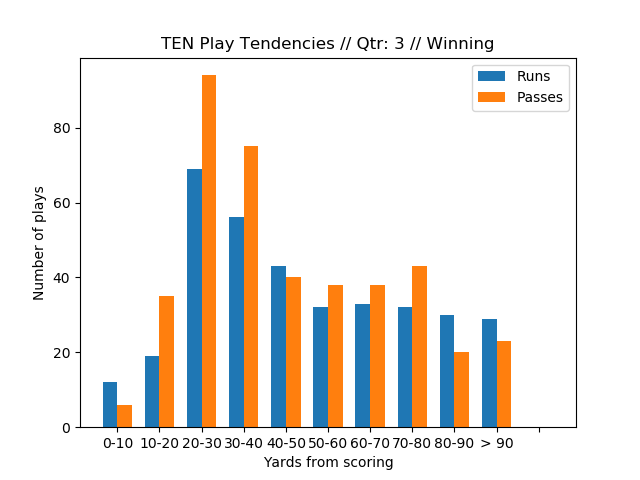 TEN Play Tendencies // Qtr: 3 // Winning
Runs
Passes
Number of plays
80
60
40
20
0
0-10 10-20 20-30 30-40 40-50 50-60 60-70 70-80 80-90 > 90
Yards from scoring